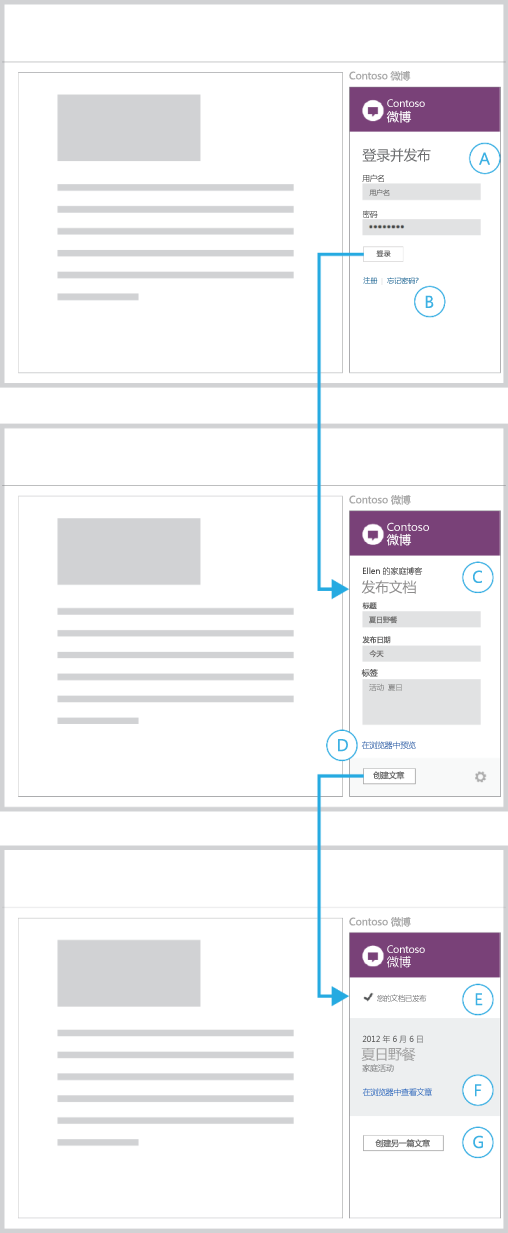 Contoso 微博
Contoso
微博
登录并发布
A
用户名
用户名
密码
登录
注册 | 忘记密码?
B
Contoso 微博
Contoso
微博
Ellen 的家庭博客
C
发布文档
标题
夏日野餐
发布日期
今天
标签
活动 夏日
D
在浏览器中预览
创建文章
Contoso 微博
Contoso
微博
您的文档已发布
E
2012 年 6 月 6 日
夏日野餐
家庭活动
在浏览器中查看文章
F
创建另一篇文章
G